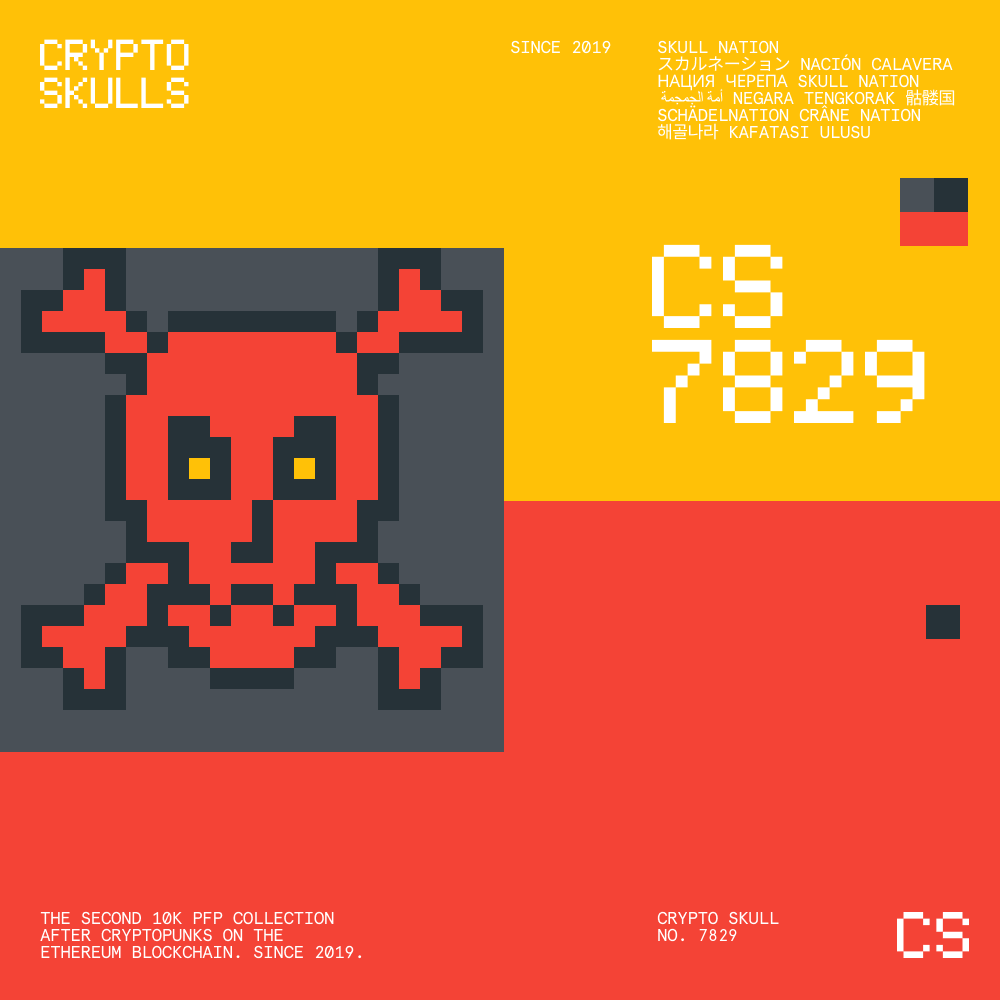 CRYPTO
SKULLS
SINCE 2019
SKULL NATION
スカルネーション NACIÓN CALAVERA
НАЦИЯ ЧЕРЕПА SKULL NATION
أمة الجمجمة NEGARA TENGKORAK 骷髅国
SCHÄDELNATION CRÂNE NATION
해골나라 KAFATASI ULUSU
CS
7829
THE SECOND 10K PFP COLLECTION
AFTER CRYPTOPUNKS ON THE
ETHEREUM BLOCKCHAIN. SINCE 2019.
CRYPTO SKULL
NO. 7829
CS